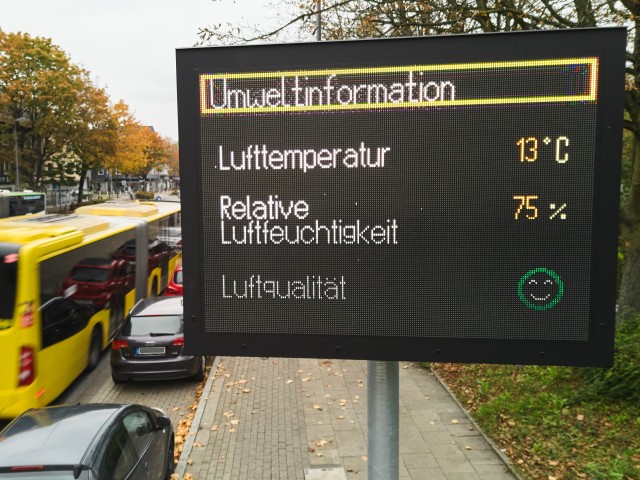 Umweltinformation
Lufttemperatur 13°C
Relative
Luftfeuchtigkeit 75 %
Luftqualität